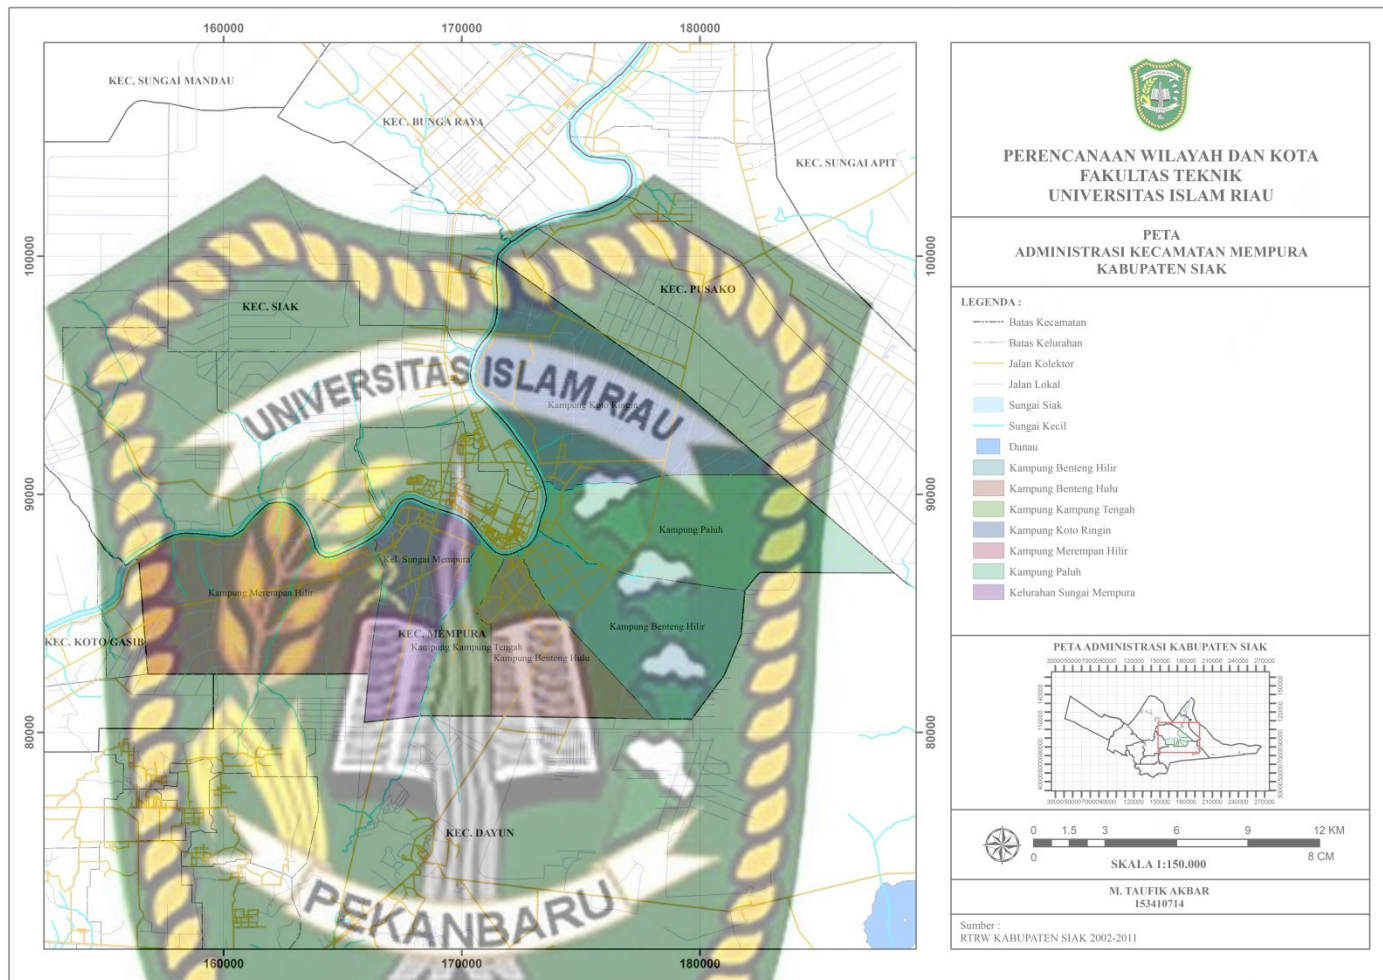 160000 170000 180000
KEC. SUNGAI MANDAU
KEC. BUNGA RAYA
KEC. SUNGAI APIT
100000 100000
KEC. PUSAKO
KEC. SIAK
UNIVERSITAS ISLAM RIAU
Kampung Koto Ringin
90000 90000
Kampung Paluh
Kel. Sungai Mempura
Kampung Merempan Hilir
Kampung Benteng Hilir
KEC. KOTO GASIB
KEC. MEMPURA
Kampung Kampung Tengah
Kampung Benteng Hulu
80000 80000
KEC. DAYUN
PEKANBARU
160000 170000 180000
PERENCANAAN WILAYAH DAN KOTA
FAKULTAS TEKNIK
UNIVERSITAS ISLAM RIAU
PETA
ADMINISTRASI KECAMATAN MEMPURA
KABUPATEN SIAK
LEGENDA :
Batas Kecamatan
Batas Kelurahan
Jalan Kolektor
Jalan Lokal
Sungai Siak
Sungai Kecil
Danau
Kampung Benteng Hilir
Kampung Benteng Hulu
Kampung Kampung Tengah
Kampung Koto Ringin
Kampung Merempan Hilir
Kampung Paluh
Kelurahan Sungai Mempura
PETA ADMINISTRASI KABUPATEN SIAK
0 1.5 3 6 9 12 KM
0 8 CM
SKALA 1:150.000
M. TAUFIK AKBAR
153410714
Sumber :
RTRW KABUPATEN SIAK 2002-2011